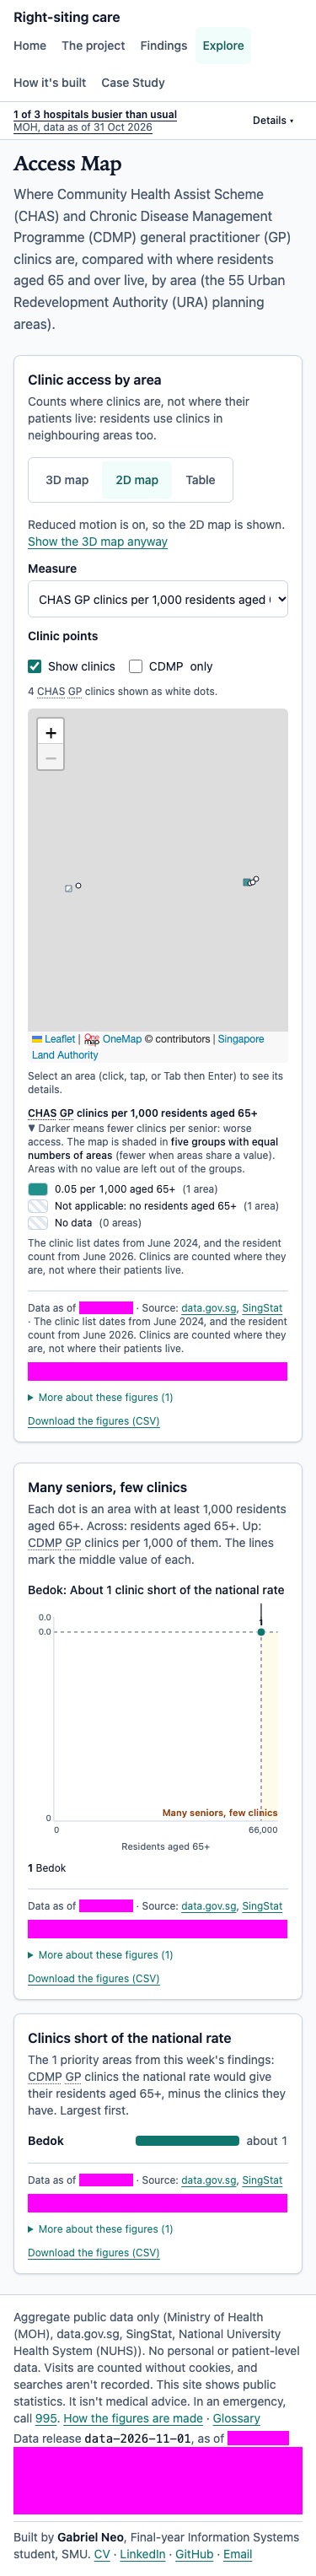 Right-siting care
Home The project Findings Explore
How it's built Case Study
1 of 3 hospitals busier than usual
MOH, data as of 31 Oct 2026
Details ▾
Access Map
Where Community Health Assist Scheme
(CHAS) and Chronic Disease Management
Programme (CDMP) general practitioner (GP)
clinics are, compared with where residents
aged 65 and over live, by area (the 55 Urban
Redevelopment Authority (URA) planning
areas).
Clinic access by area
Counts where clinics are, not where their
patients live: residents use clinics in
neighbouring areas too.
3D map 2D map Table
Reduced motion is on, so the 2D map is shown.
Show the 3D map anyway
Measure
CHAS GP clinics per 1,000 residents aged
Clinic points
Show clinics CDMP only
4 CHAS GP clinics shown as white dots.
+
−
Leaflet | OneMap © contributors | Singapore
Land Authority
Select an area (click, tap, or Tab then Enter) to see its
details.
CHAS GP clinics per 1,000 residents aged 65+
▼ Darker means fewer clinics per senior: worse
access. The map is shaded in five groups with equal
numbers of areas (fewer when areas share a value).
Areas with no value are left out of the groups.
0.05 per 1,000 aged 65+ (1 area)
Not applicable: no residents aged 65+ (1 area)
No data (0 areas)
The clinic list dates from June 2024, and the resident
count from June 2026. Clinics are counted where they
are, not where their patients live.
Data as of · Source: data.gov.sg, SingStat
· The clinic list dates from June 2024, and the resident
count from June 2026. Clinics are counted where they
are, not where their patients live.
▶ More about these figures (1)
Download the figures (CSV)
Many seniors, few clinics
Each dot is an area with at least 1,000 residents
aged 65+. Across: residents aged 65+. Up:
CDMP GP clinics per 1,000 of them. The lines
mark the middle value of each.
Bedok: About 1 clinic short of the national rate
0.0
0.0
0
Many seniors, few clinics
0 66,000
Residents aged 65+
1 Bedok
Data as of · Source: data.gov.sg, SingStat
▶ More about these figures (1)
Download the figures (CSV)
Clinics short of the national rate
The 1 priority areas from this week's findings:
CDMP GP clinics the national rate would give
their residents aged 65+, minus the clinics they
have. Largest first.
Bedok about 1
Data as of · Source: data.gov.sg, SingStat
▶ More about these figures (1)
Download the figures (CSV)
Aggregate public data only (Ministry of Health
(MOH), data.gov.sg, SingStat, National University
Health System (NUHS)). No personal or patient-level
data. Visits are counted without cookies, and
searches aren't recorded. This site shows public
statistics. It isn't medical advice. In an emergency,
call 995. How the figures are made · Glossary
Data release data-2026-11-01, as of
Built by Gabriel Neo, Final-year Information Systems
student, SMU. CV · LinkedIn · GitHub · Email